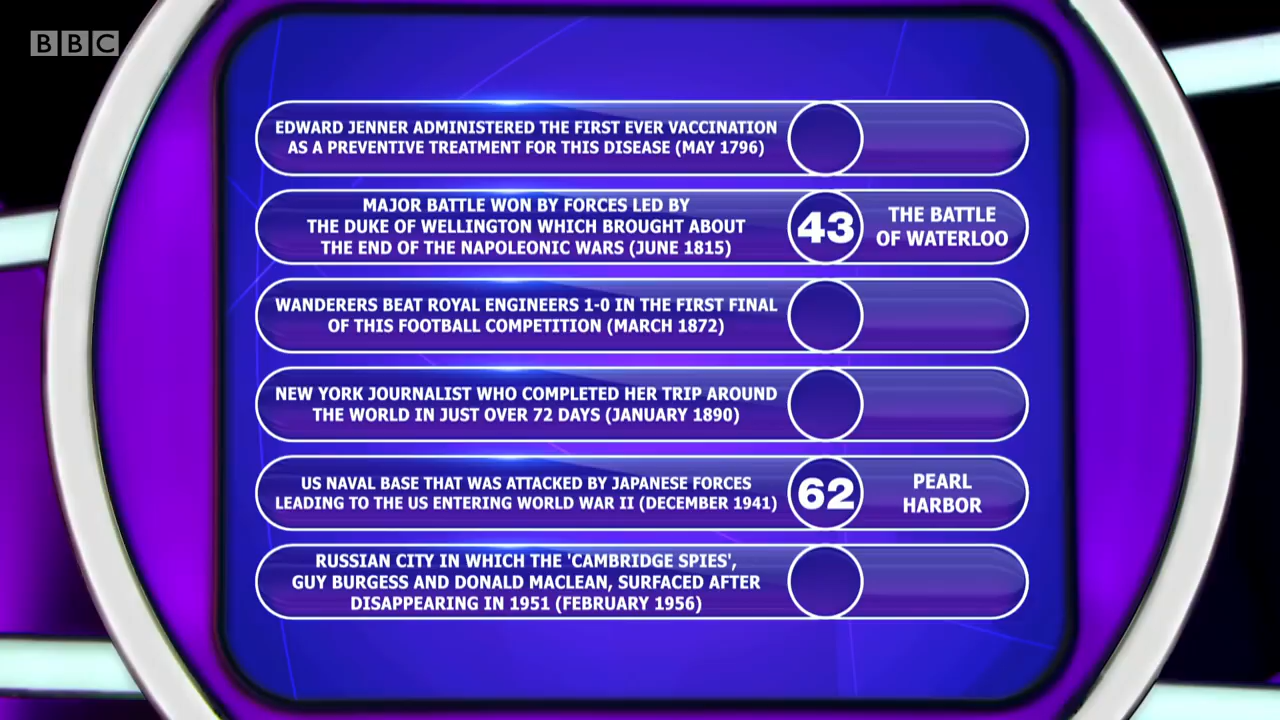 BBC
EDWARD JENNER ADMINISTERED THE FIRST EVER VACCINATION
AS A PREVENTIVE TREATMENT FOR THIS DISEASE (MAY 1796)
MAJOR BATTLE WON BY FORCES LED BY
THE DUKE OF WELLINGTON WHICH BROUGHT ABOUT
THE END OF THE NAPOLEONIC WARS (JUNE 1815)
43
THE BATTLE
OF WATERLOO
WANDERERS BEAT ROYAL ENGINEERS 1-0 IN THE FIRST FINAL
OF THIS FOOTBALL COMPETITION (MARCH 1872)
NEW YORK JOURNALIST WHO COMPLETED HER TRIP AROUND
THE WORLD IN JUST OVER 72 DAYS (JANUARY 1890)
US NAVAL BASE THAT WAS ATTACKED BY JAPANESE FORCES
LEADING TO THE US ENTERING WORLD WAR II (DECEMBER 1941)
62
PEARL
HARBOR
RUSSIAN CITY IN WHICH THE 'CAMBRIDGE SPIES',
GUY BURGESS AND DONALD MACLEAN, SURFACED AFTER
DISAPPEARING IN 1951 (FEBRUARY 1956)